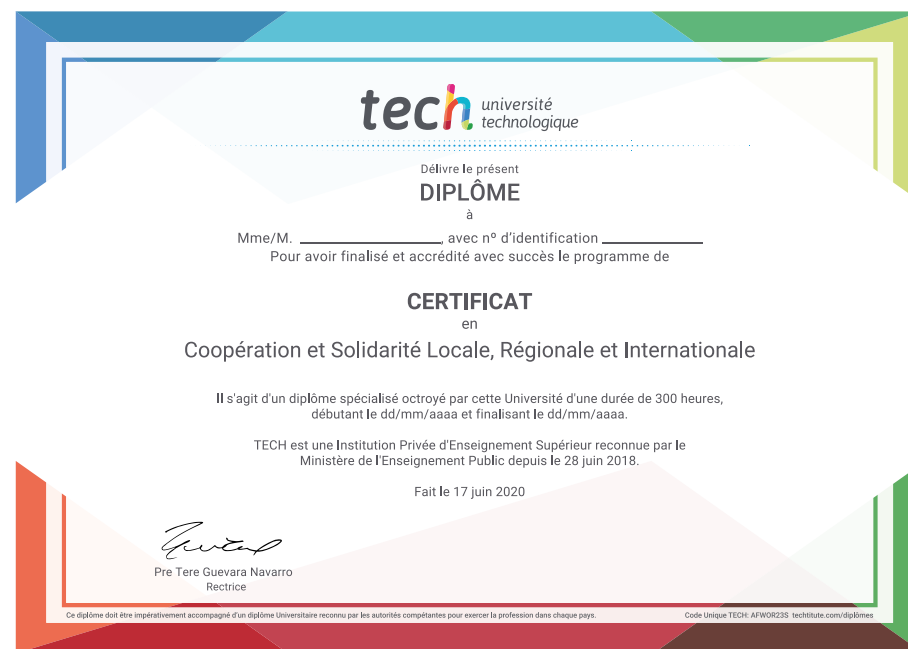 tech université
technologique
Délivre le présent
DIPLÔME
à
Mme/M. ____________, avec nº d'identification ____________
Pour avoir finalisé et accrédité avec succès le programme de
CERTIFICAT
en
Coopération et Solidarité Locale, Régionale et Internationale
Il s'agit d'un diplôme spécialisé octroyé par cette Université d'une durée de 300 heures,
débutant le dd/mm/aaaa et finalisant le dd/mm/aaaa.
TECH est une Institution Privée d'Enseignement Supérieur reconnue par le
Ministère de l'Enseignement Public depuis le 28 juin 2018.
Fait le 17 juin 2020
Pre Tere Guevara Navarro
Rectrice
Ce diplôme doit être impérativement accompagné d'un diplôme Universitaire reconnu par les autorités compétantes pour exercer la profession dans chaque pays. Code Unique TECH: AFWOR23S techtitute.com/diplômes